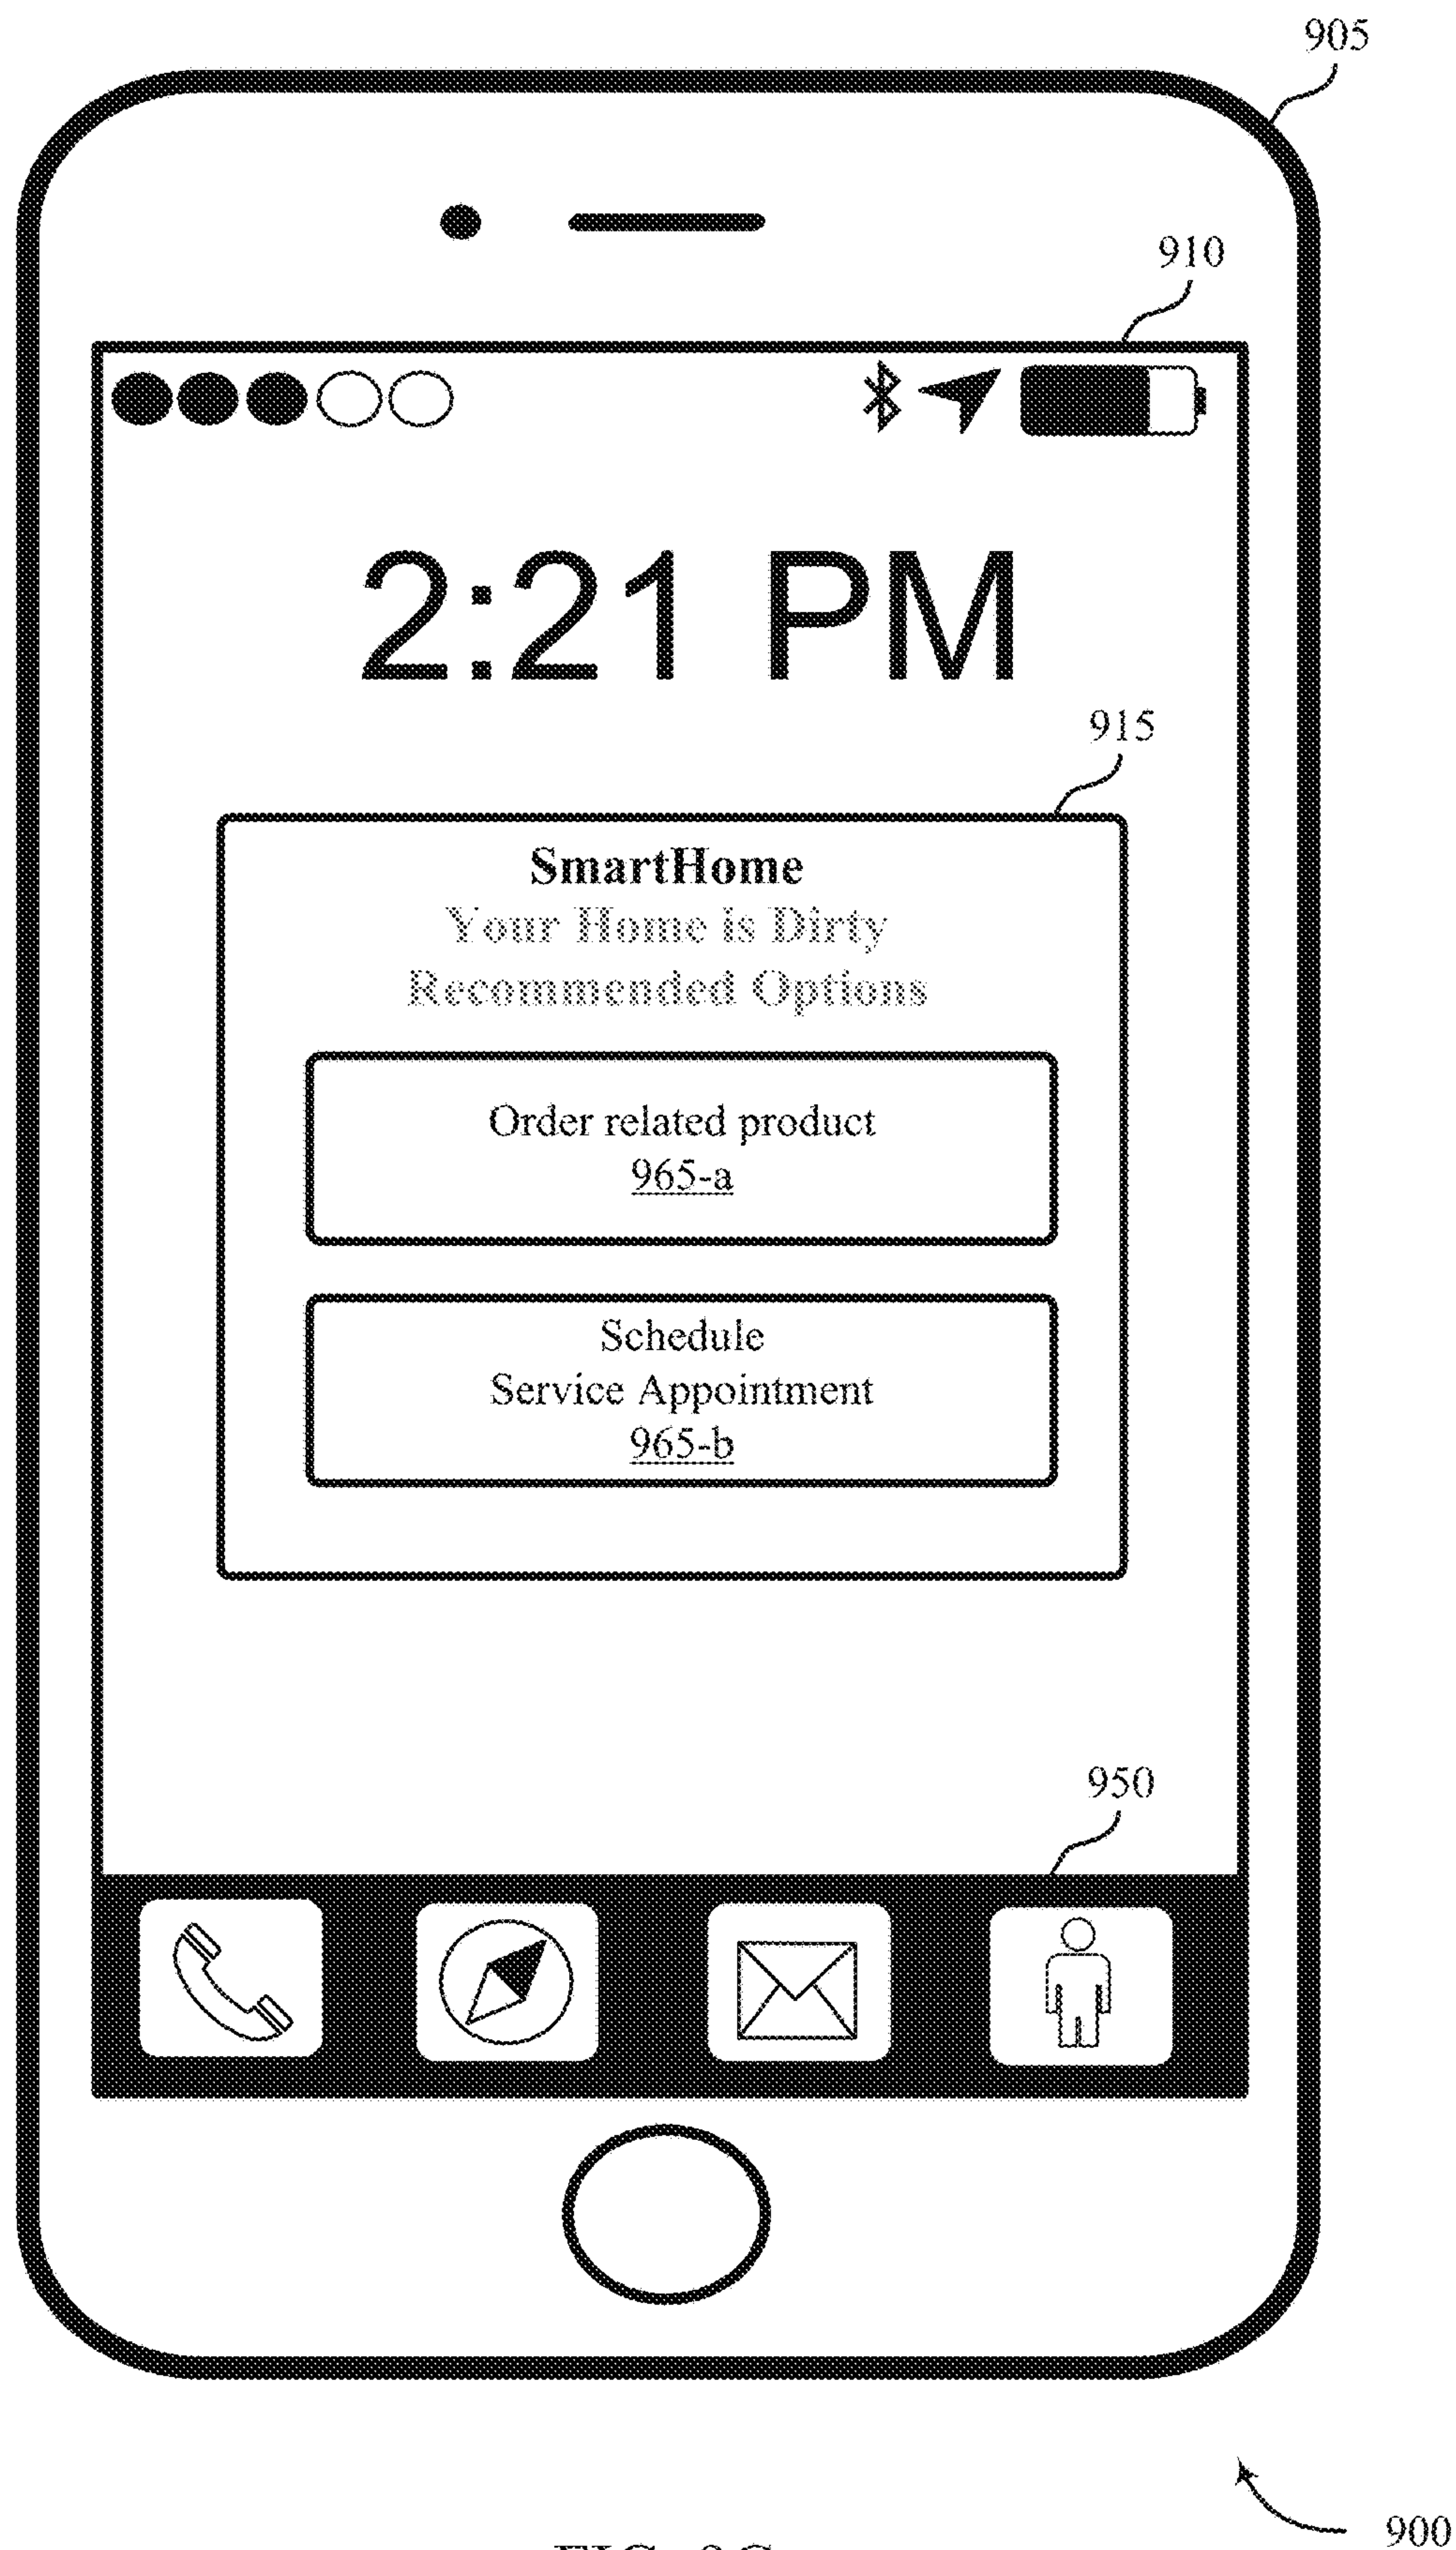 905
910
2:21 PM
915
SmartHome
Your Home is Dirty
Recommended Options
Order related product
965-a
Schedule
Service Appointment
965-b
950
900